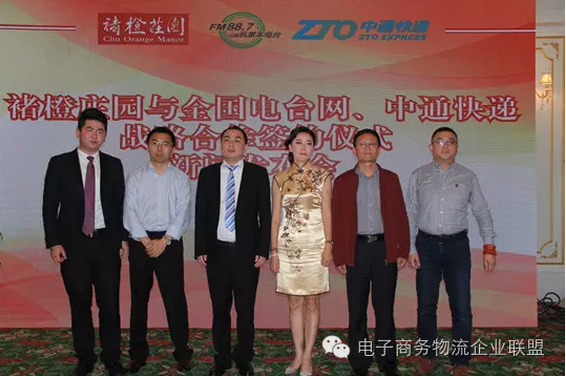 褚橙莊園
Chu Orange Manor
FM88.7
ZTO 中通快递
ZTO EXPRESS
褚橙庄园与全国电台网、中通快递
战略合作签约仪式
新闻发布会
电子商务物流企业联盟